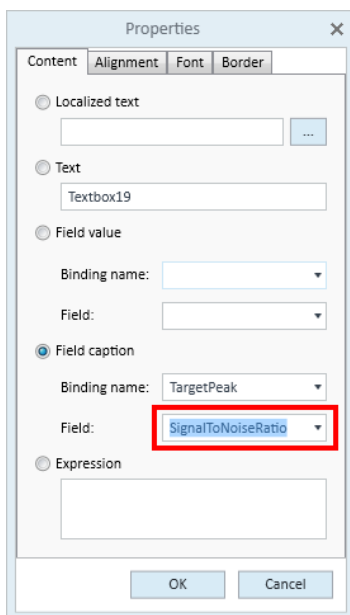 Properties
Content Alignment Font Border
Localized text
...
Text
Textbox19
Field value
Binding name:
Field:
Field caption
Binding name: TargetPeak
Field: SignalToNoiseRatio
Expression
OK Cancel